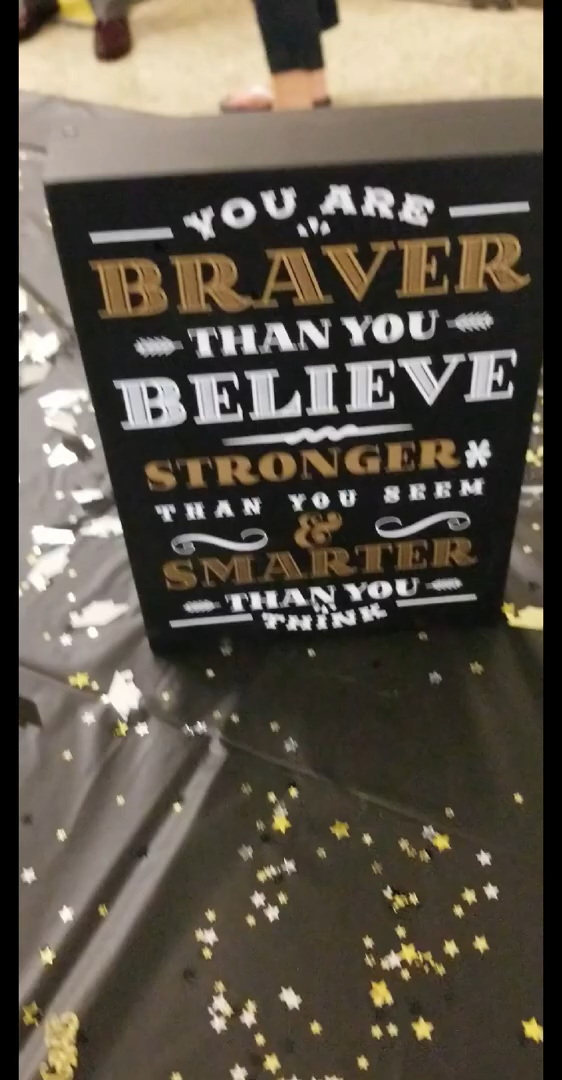 YOU ARE
BRAVER
THAN YOU
BELIEVE
STRONGER
THAN YOU SEEM
&
SMARTER
THAN YOU
THINK